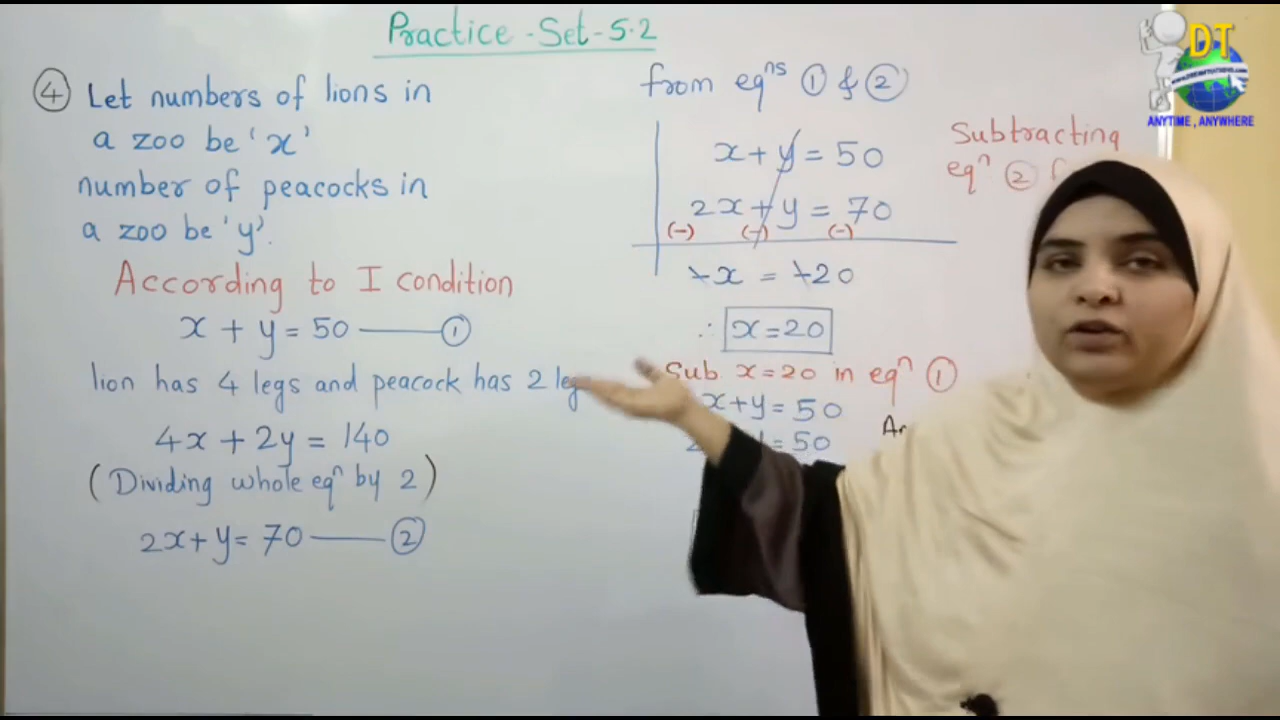 Practice-Set-5.2
④ Let numbers of lions in
a zoo be 'x'
number of peacocks in
a zoo be 'y'.
According to I condition
x + y = 50 —— ①
lion has 4 legs and peacock has 2
4x + 2y = 140
(Dividing whole eqⁿ by 2)
2x + y = 70 —— ②
from eqⁿˢ ① & ②
x + y = 50
2x + y = 70
(-) (-) (-)
-x = -20
∴ x = 20
Subtracting
eqⁿ ②
Sub x = 20 in eqⁿ ①
x + y = 50
= 50
DT
ANYTIME, ANYWHERE